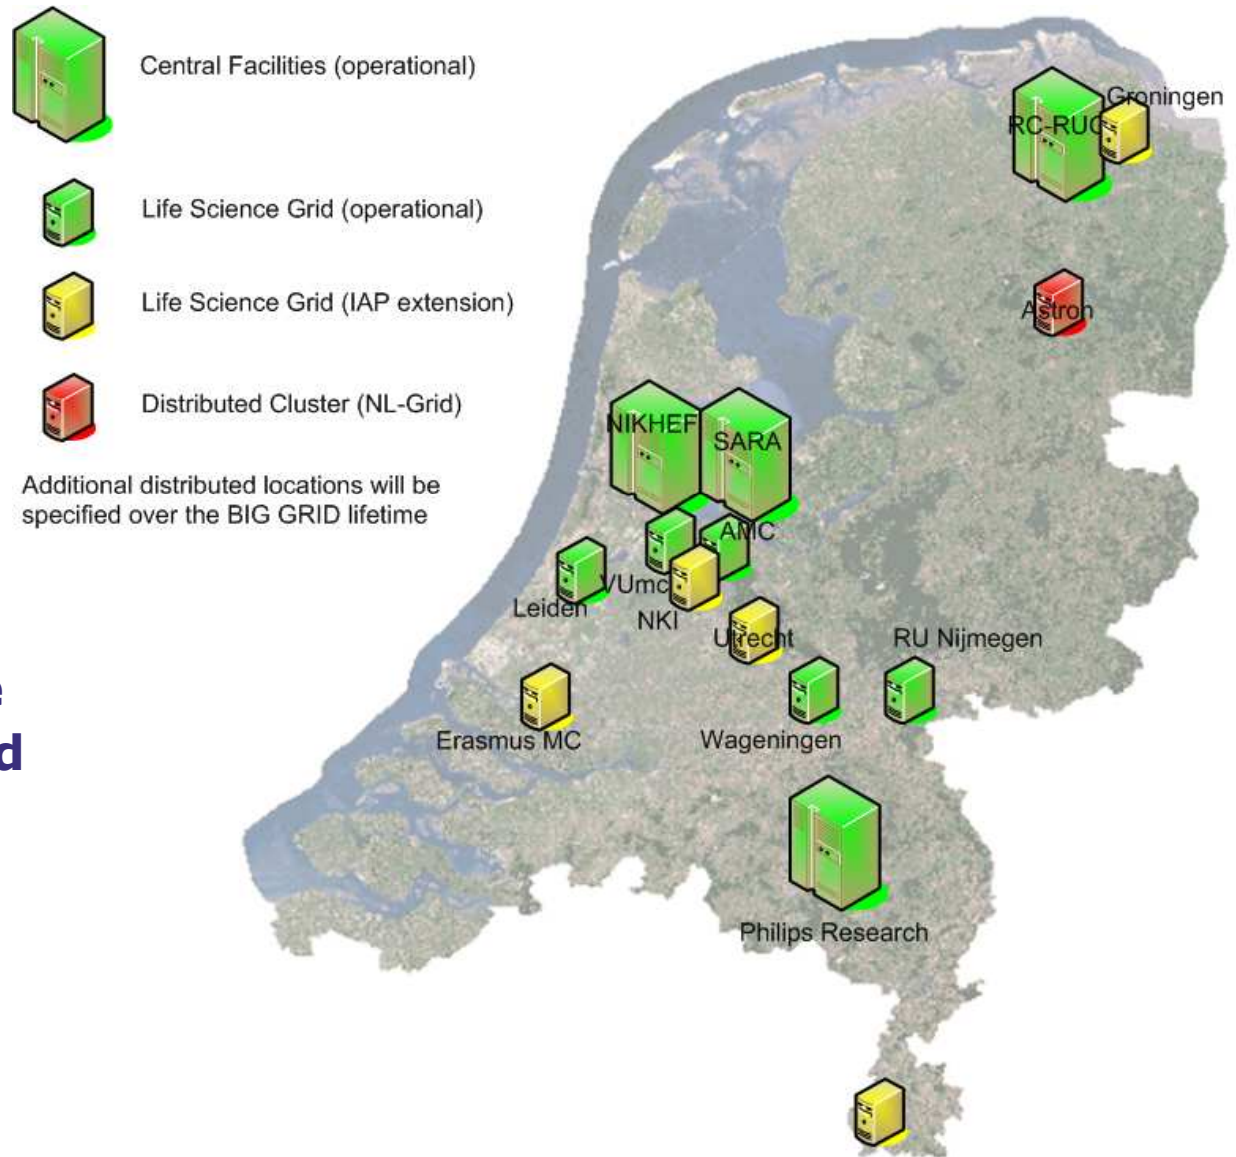 Central Facilities (operational)
Life Science Grid (operational)
Life Science Grid (IAP extension)
Distributed Cluster (NL-Grid)
Additional distributed locations will be
specified over the BIG GRID lifetime
e
d
Groningen
RC-RUG
Astron
NIKHEF
SARA
AMC
VUmc
Leiden
NKI
Utrecht
RU Nijmegen
Erasmus MC
Wageningen
Philips Research